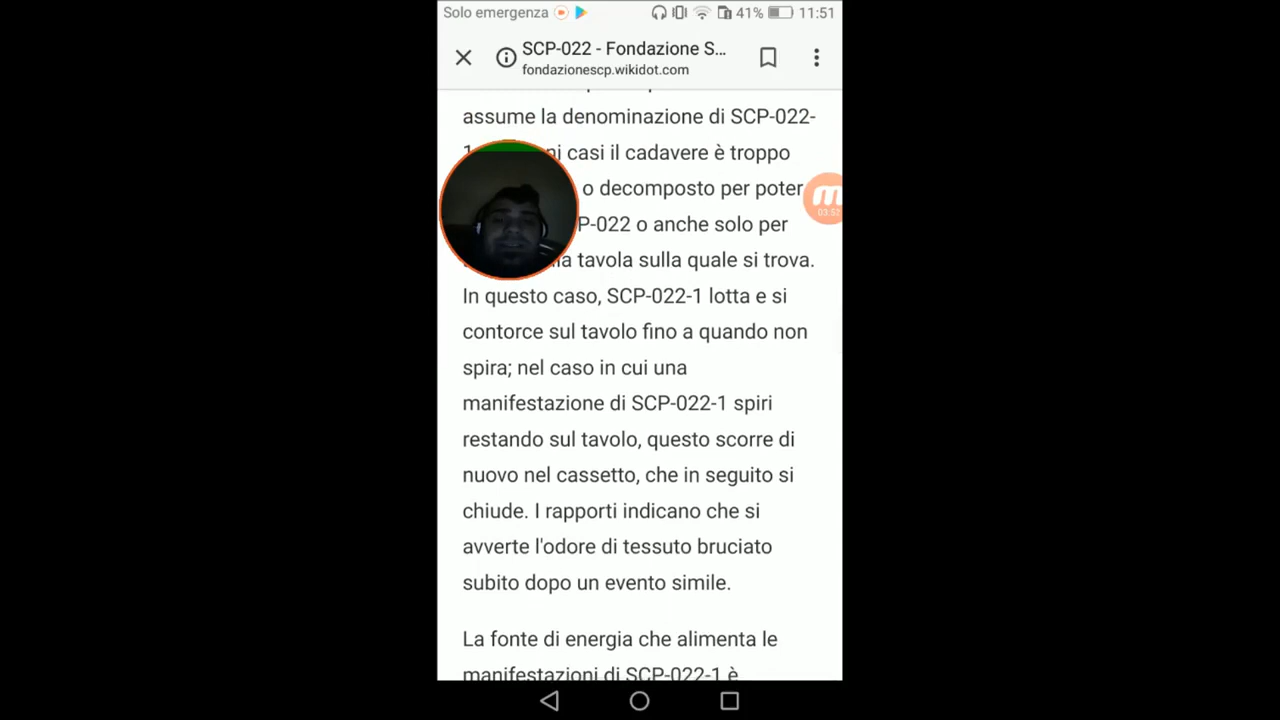 Solo emergenza 41% 11:51
SCP-022 - Fondazione S...
fondazionescp.wikidot.com
assume la denominazione di SCP-022-
1 ni casi il cadavere è troppo
o decomposto per poter
P-022 o anche solo per
la tavola sulla quale si trova.
In questo caso, SCP-022-1 lotta e si
contorce sul tavolo fino a quando non
spira; nel caso in cui una
manifestazione di SCP-022-1 spiri
restando sul tavolo, questo scorre di
nuovo nel cassetto, che in seguito si
chiude. I rapporti indicano che si
avverte l'odore di tessuto bruciato
subito dopo un evento simile.
La fonte di energia che alimenta le
manifestazioni di SCP-022-1 è
03:52